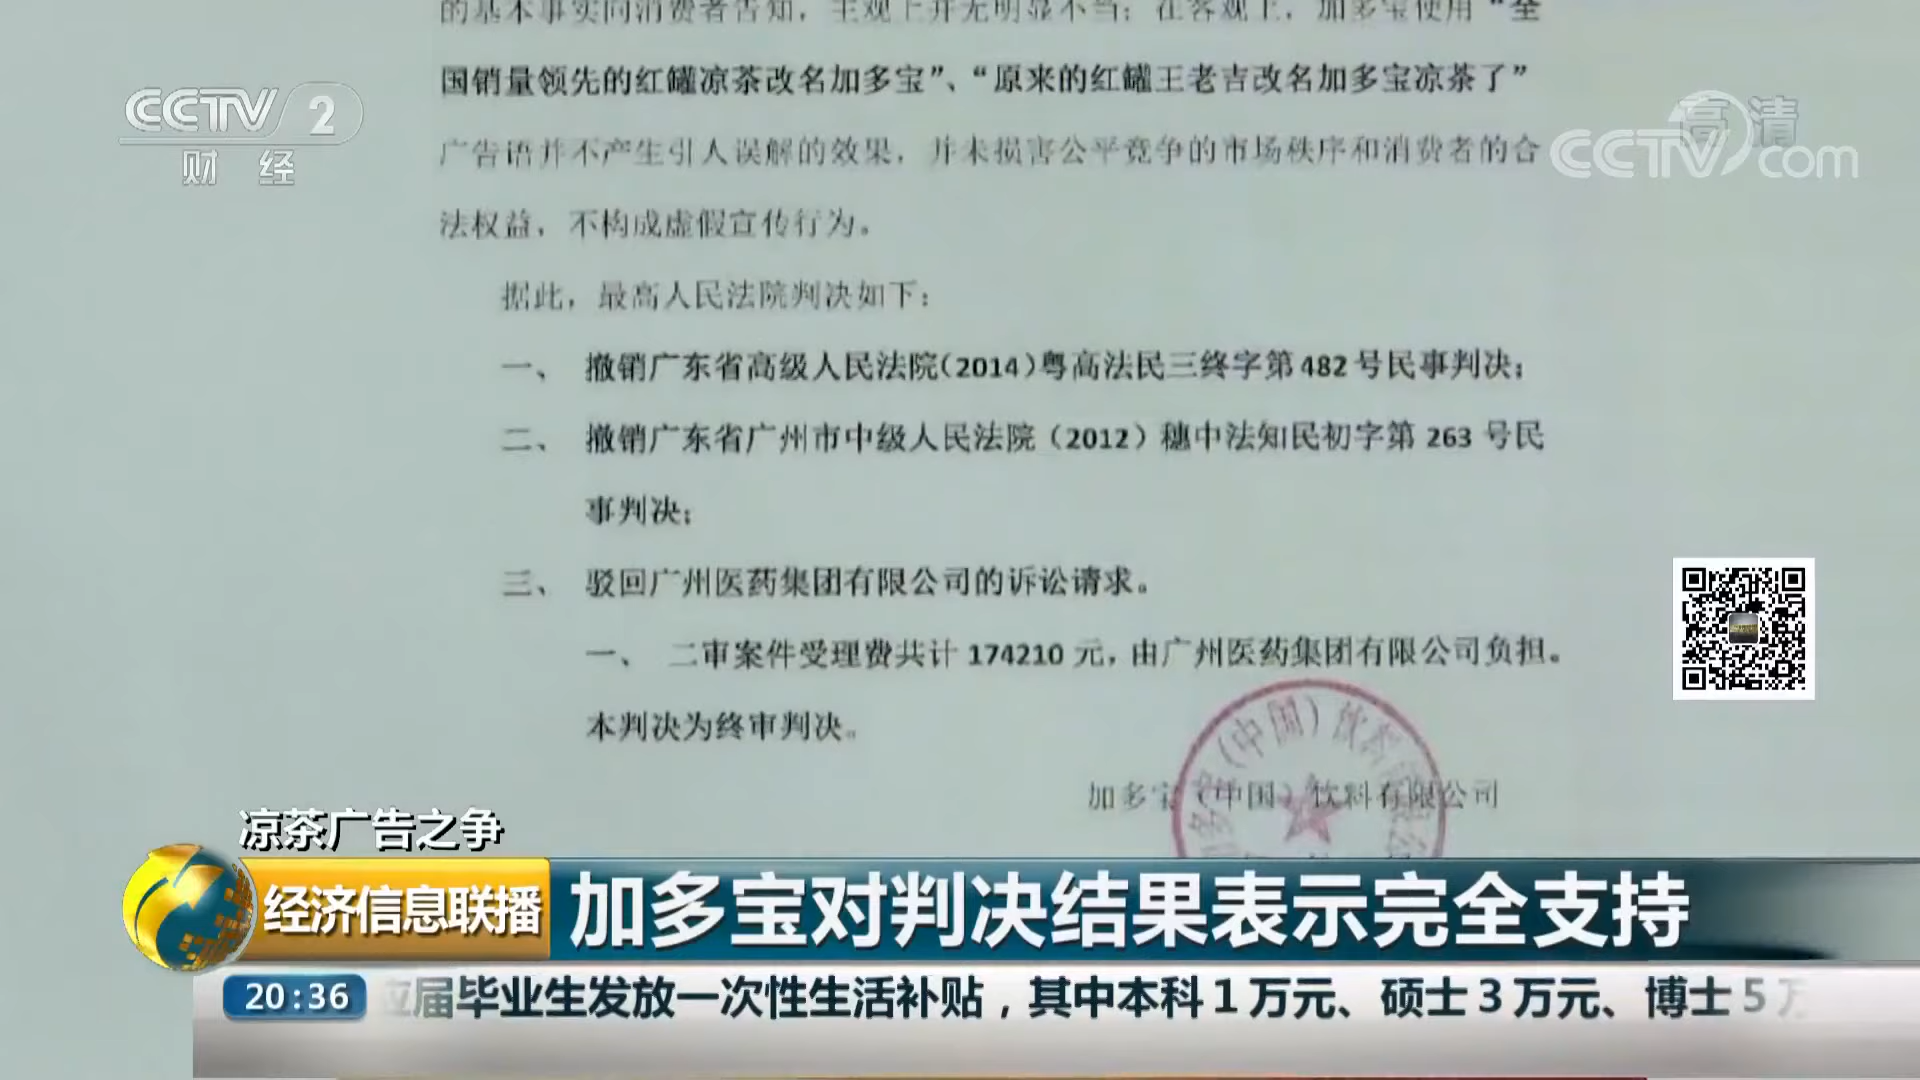 的基本事实向消费者告知，主观上并无明显不当；在客观上，加多宝使用“全
国销量领先的红罐凉茶改名加多宝”、“原来的红罐王老吉改名加多宝凉茶了”
广告语并不产生引人误解的效果，并未损害公平竞争的市场秩序和消费者的合
法权益，不构成虚假宣传行为。
据此，最高人民法院判决如下：
一、 撤销广东省高级人民法院（2014）粤高法民三终字第482号民事判决；
二、 撤销广东省广州市中级人民法院（2012）穗中法知民初字第 263 号民
事判决；
三、 驳回广州医药集团有限公司的诉讼请求。
一、 二审案件受理费共计 174210 元，由广州医药集团有限公司负担。
本判决为终审判决。
加多宝（中国）饮料有限公司
CCTV 2
财 经
高清
CCTV.com
凉茶广告之争
经济信息联播
加多宝对判决结果表示完全支持
20:36
应届毕业生发放一次性生活补贴，其中本科1万元、硕士3万元、博士5万